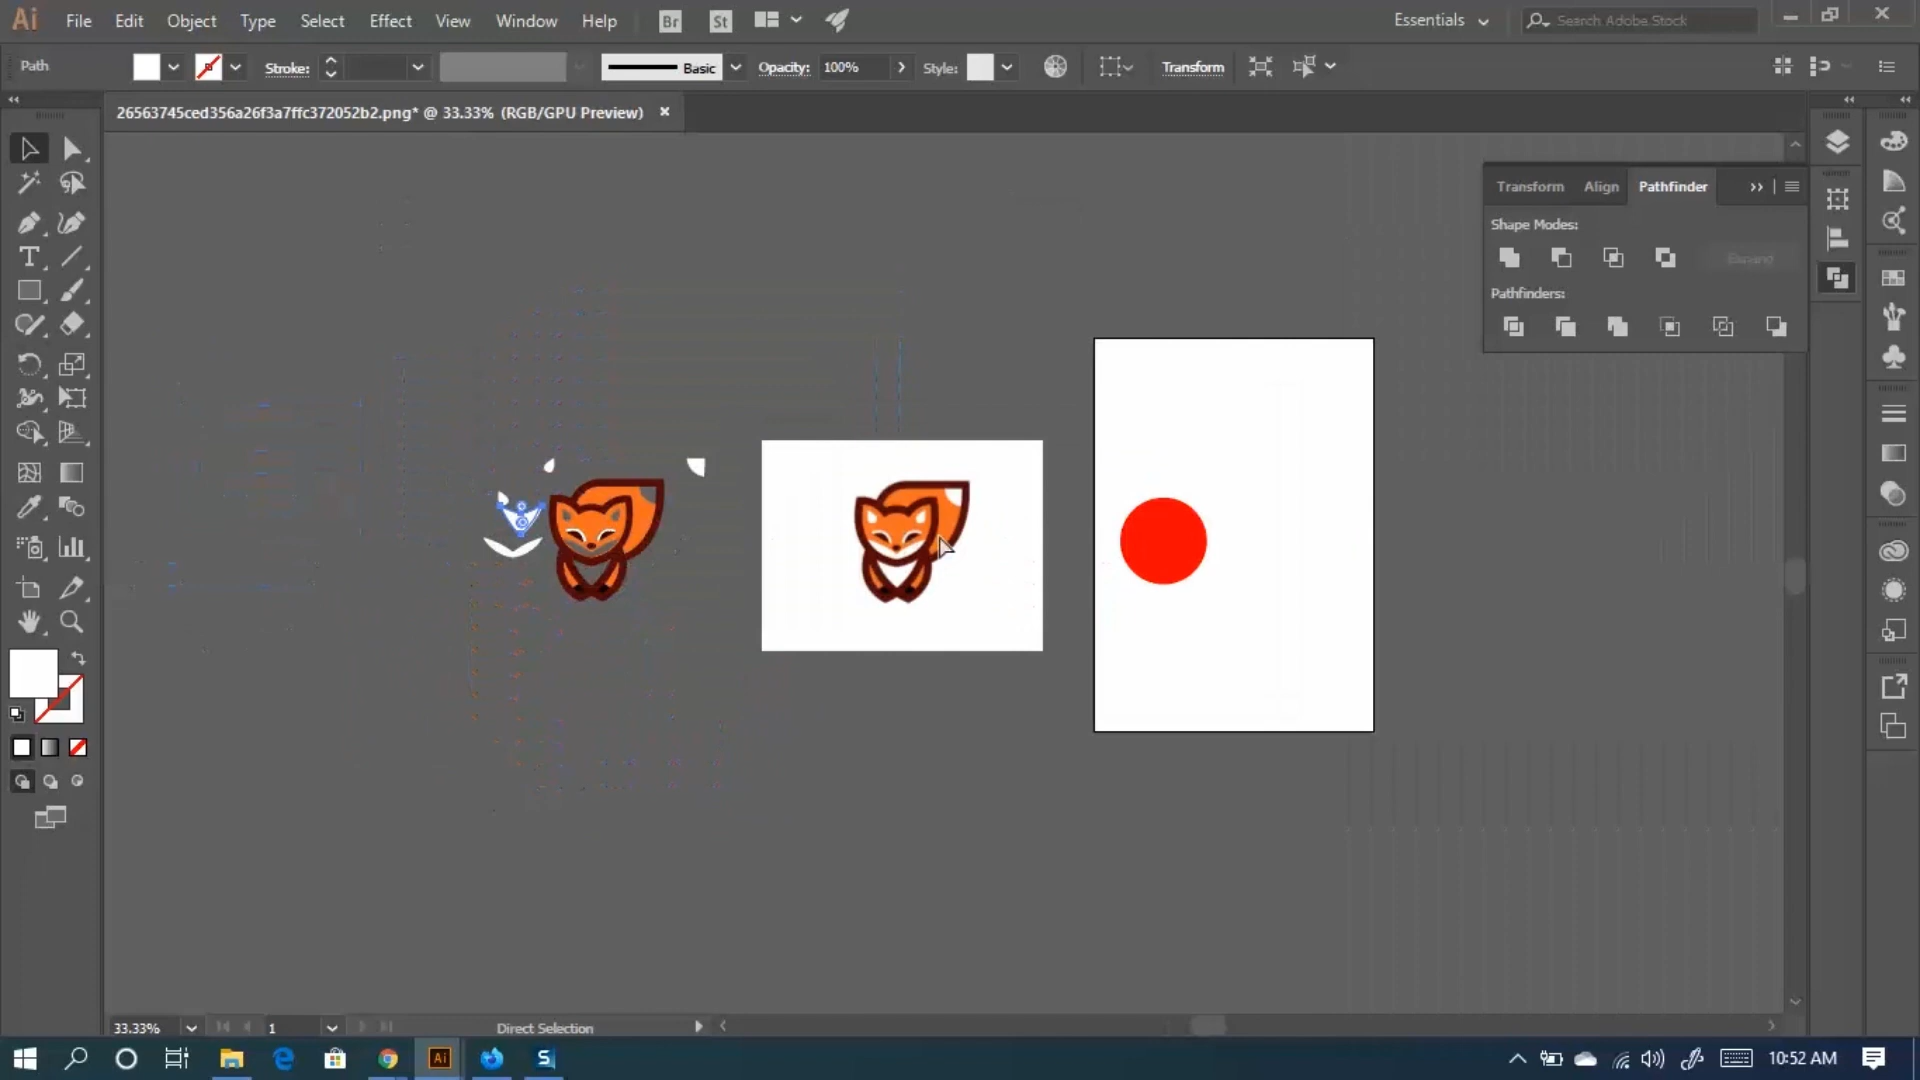 Ai File Edit Object Type Select Effect View Window Help Br St Essentials Search Adobe Stock
Path Stroke: Basic Opacity: 100% Style: Transform
26563745ced356a26f3a7ffc372052b2.png* @ 33.33% (RGB/GPU Preview)
Transform Align Pathfinder
Shape Modes:
Expand
Pathfinders:
33.33% 1 Direct Selection
Ai S 10:52 AM